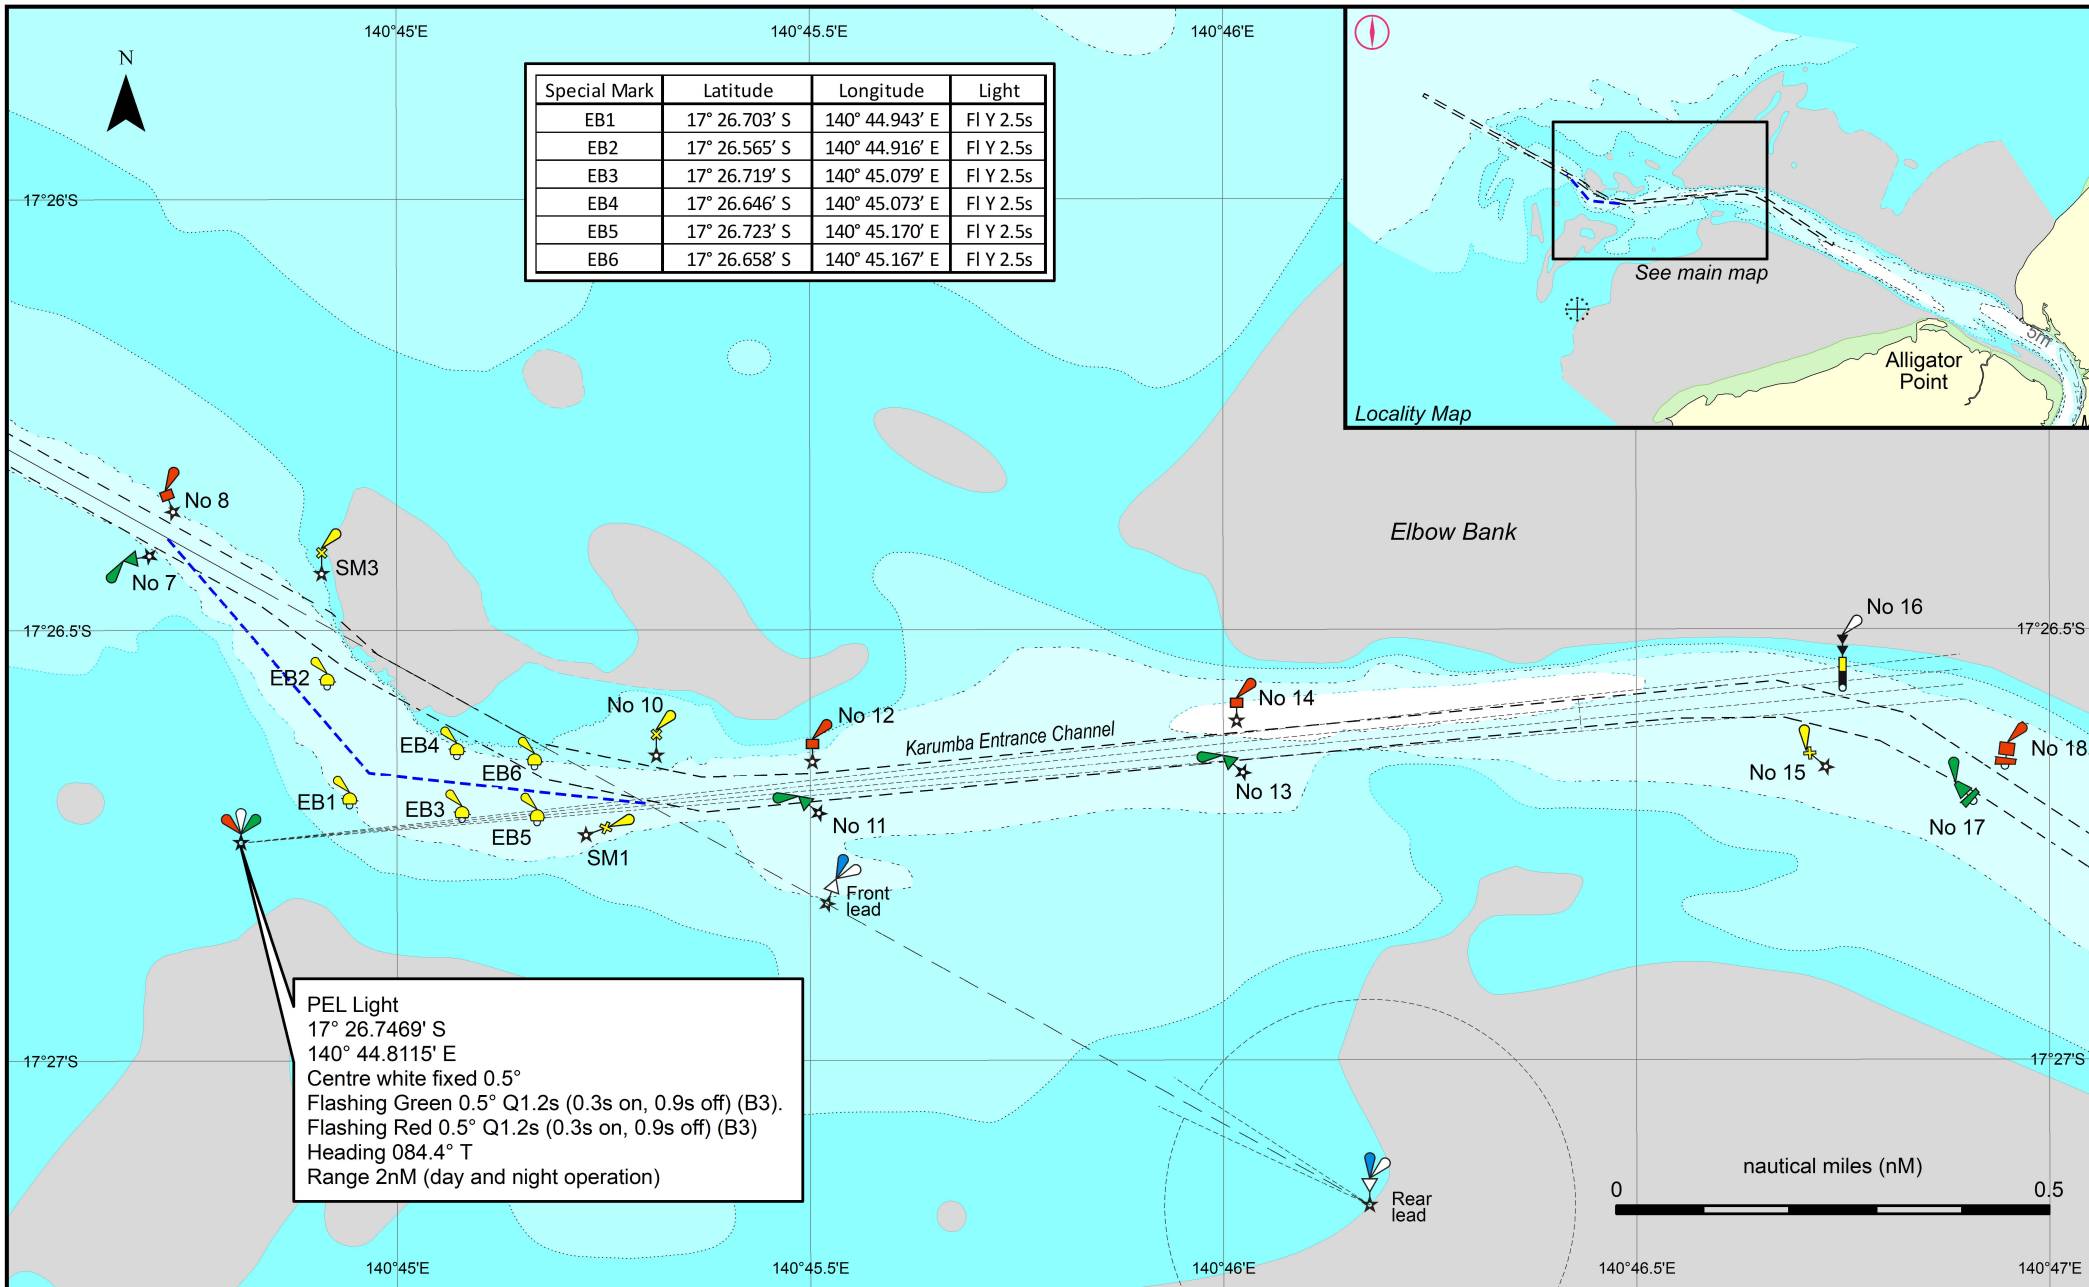 140°45'E
140°45.5'E
140°46'E
N
Special Mark Latitude Longitude Light
EB1 17° 26.703’ S 140° 44.943’ E Fl Y 2.5s
EB2 17° 26.565’ S 140° 44.916’ E Fl Y 2.5s
EB3 17° 26.719’ S 140° 45.079’ E Fl Y 2.5s
EB4 17° 26.646’ S 140° 45.073’ E Fl Y 2.5s
EB5 17° 26.723’ S 140° 45.170’ E Fl Y 2.5s
EB6 17° 26.658’ S 140° 45.167’ E Fl Y 2.5s
See main map
5m
Alligator
Point
Locality Map
17°26'S
No 8
No 7
SM3
Elbow Bank
No 16
17°26.5'S
17°26.5'S
EB2
No 10
No 12
No 14
Karumba Entrance Channel
EB4
EB6
No 18
No 15
EB1
EB3
EB5
No 13
No 11
No 17
SM1
Front
lead
PEL Light
17° 26.7469' S
140° 44.8115' E
Centre white fixed 0.5°
Flashing Green 0.5° Q1.2s (0.3s on, 0.9s off) (B3).
Flashing Red 0.5° Q1.2s (0.3s on, 0.9s off) (B3)
Heading 084.4° T
Range 2nM (day and night operation)
17°27'S
17°27'S
nautical miles (nM)
0
0.5
Rear
lead
140°45'E
140°45.5'E
140°46'E
140°46.5'E
140°47'E